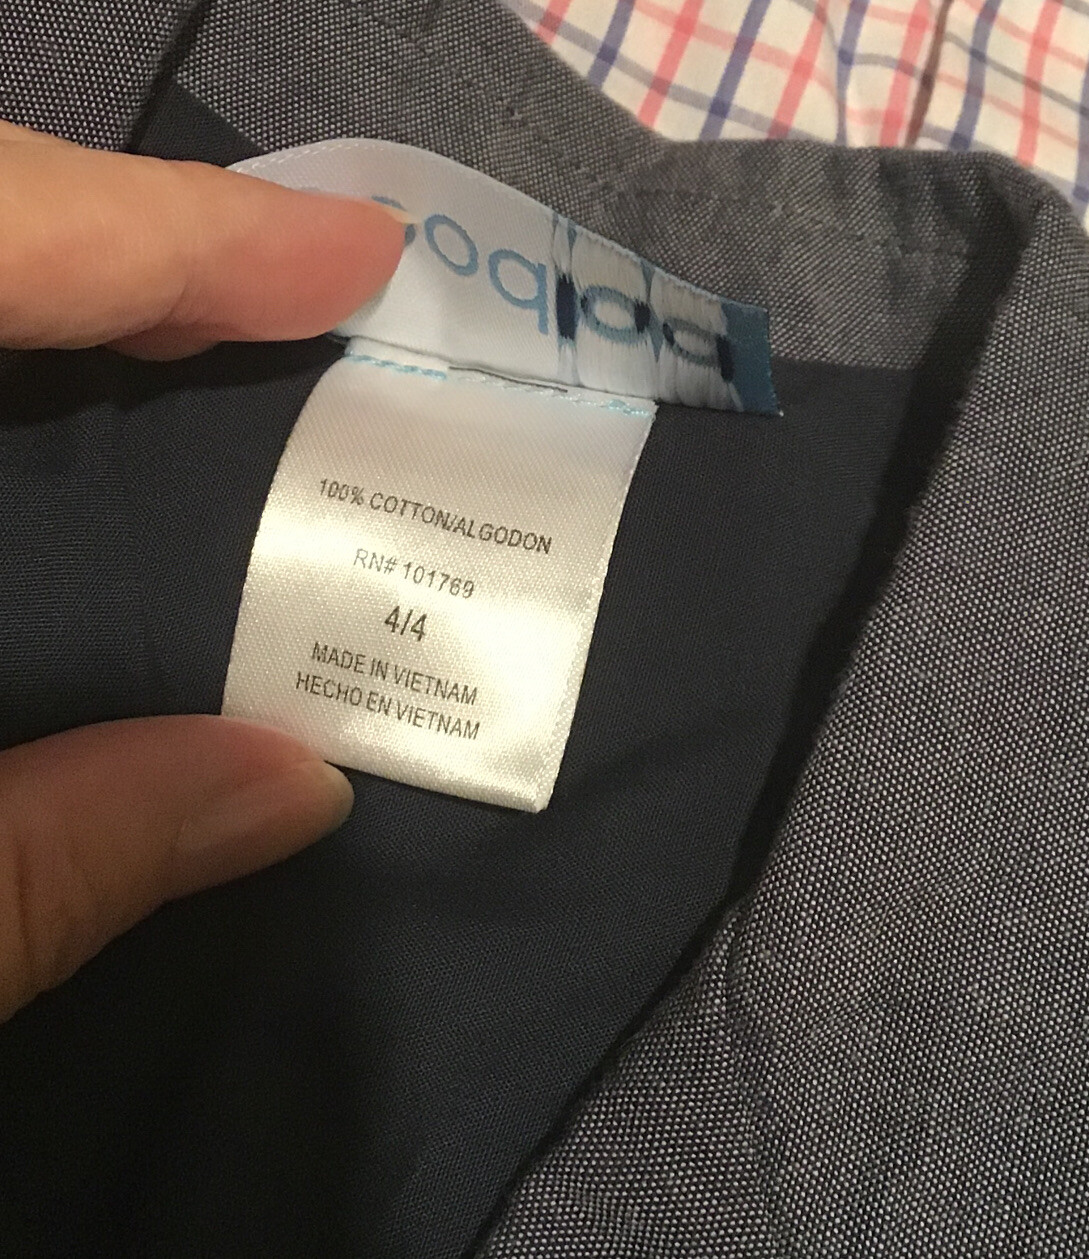 100% COTTON/ALGODON
RN# 101769
4/4
MADE IN VIETNAM
HECHO EN VIETNAM